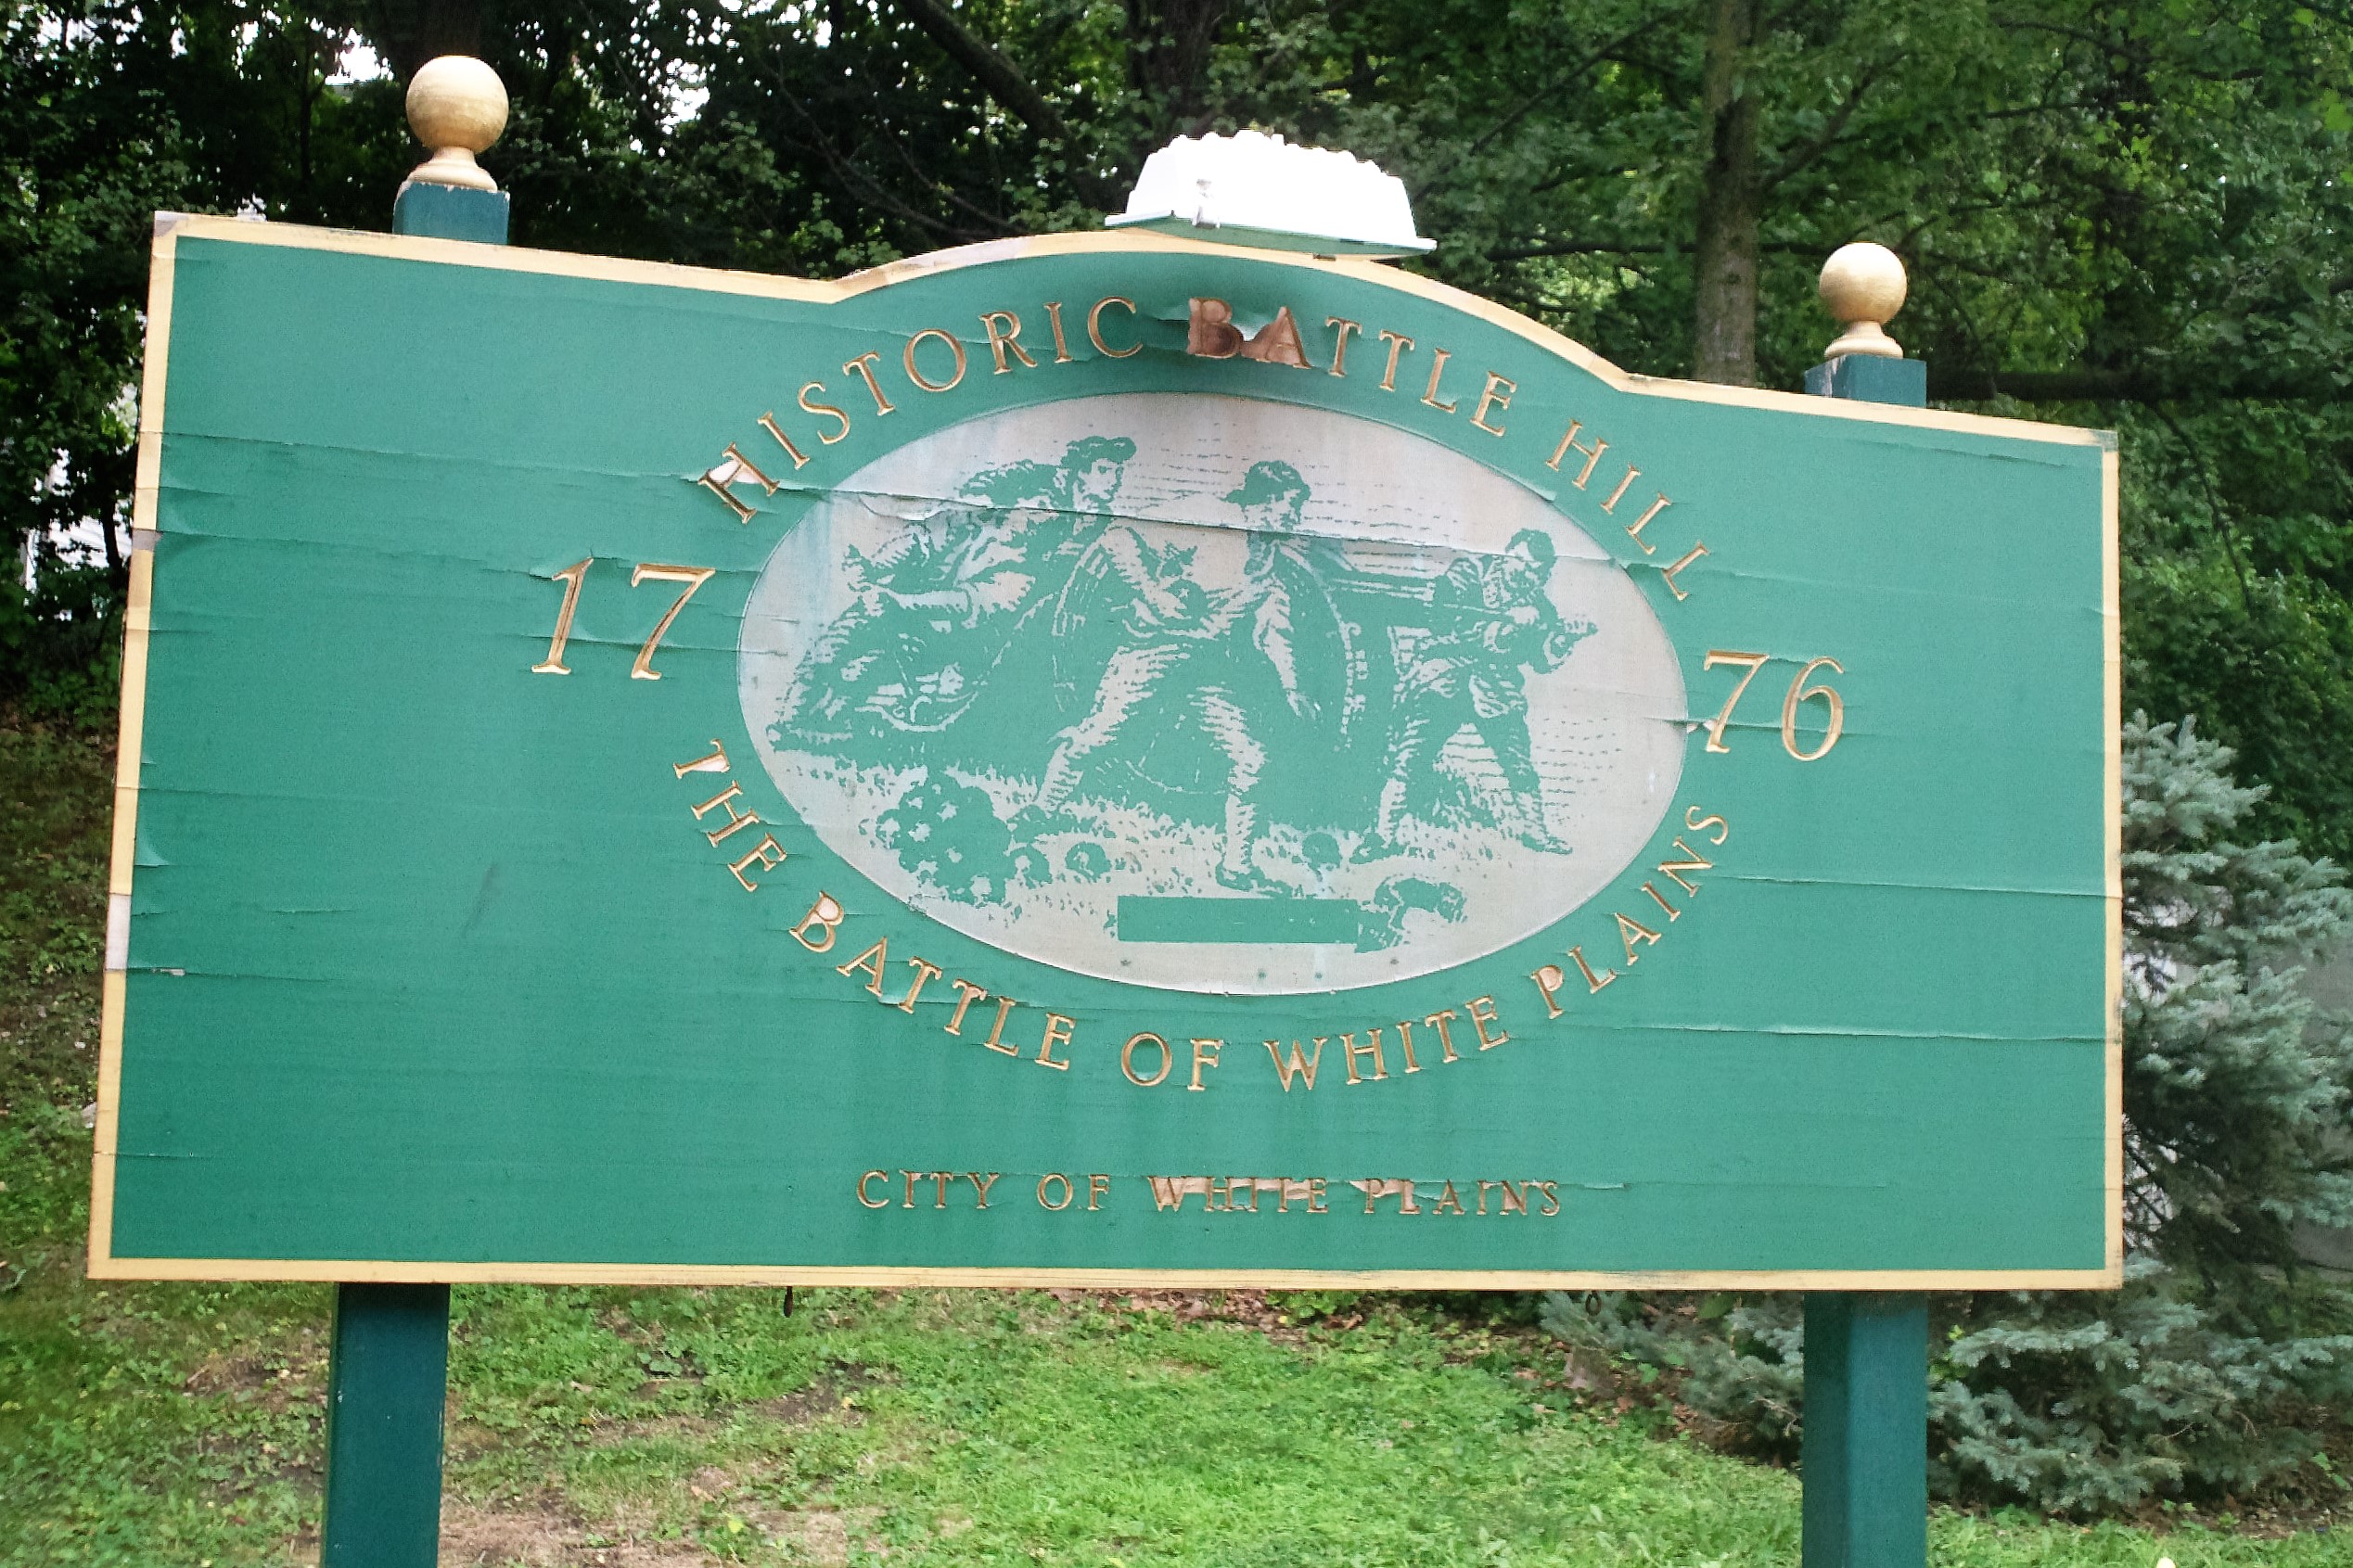 HISTORIC BATTLE HILL
17 76
THE BATTLE OF WHITE PLAINS
CITY OF WHITE PLAINS